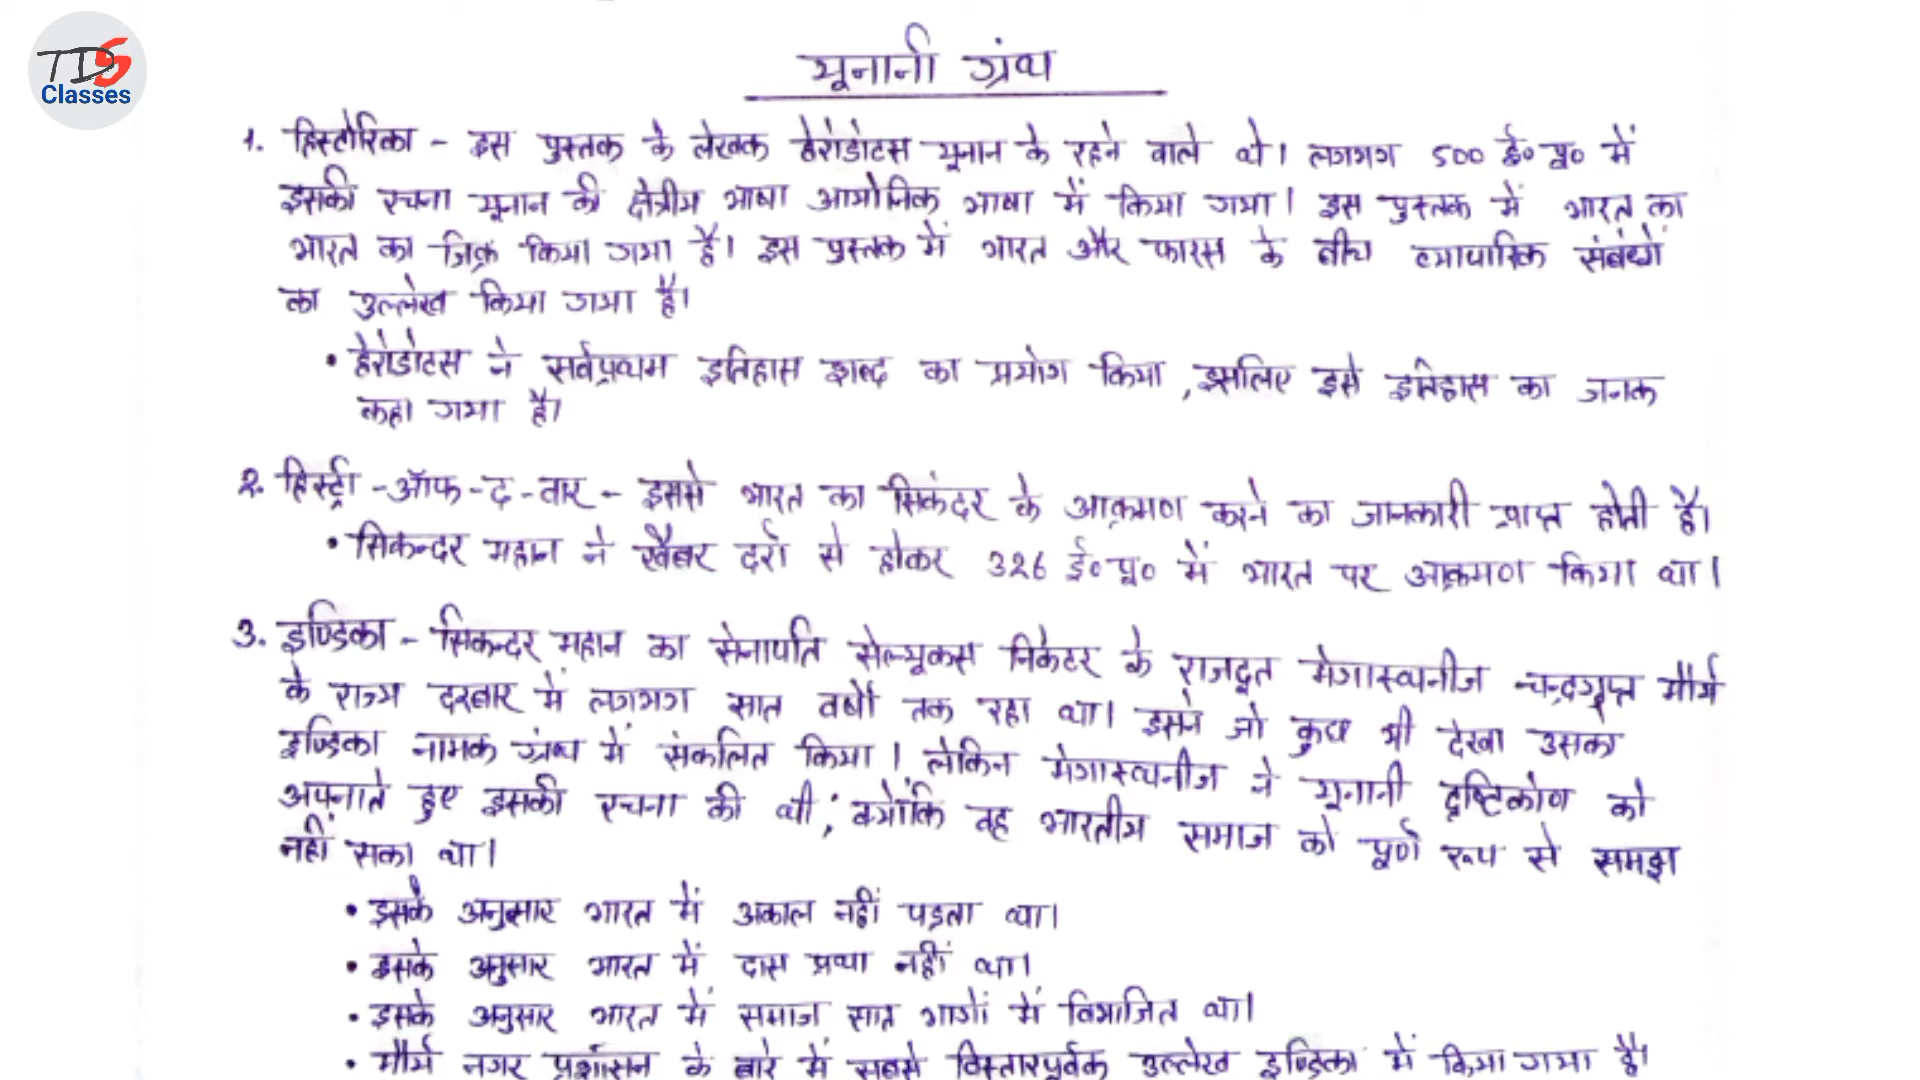 TDS
Classes
यूनानी ग्रंथ
1. हिस्टोरिका - इस पुस्तक के लेखक हेरोडोटस यूनान के रहने वाले थे। लगभग 500 ई० पू० में
इसकी रचना यूनान की क्षेत्रीय भाषा आयोनिक भाषा में किया गया। इस पुस्तक में भारत का
भारत का जिक्र किया गया है। इस पुस्तक में भारत और फारस के बीच व्यापारिक संबंधों
का उल्लेख किया गया है।
• हेरोडोटस ने सर्वप्रथम इतिहास शब्द का प्रयोग किया, इसलिए इसे इतिहास का जनक
कहा गया है।
2. हिस्ट्री - ऑफ - द - वार - इससे भारत का सिकंदर के आक्रमण करने का जानकारी प्राप्त होती है।
• सिकन्दर महान ने खैबर दर्रा से होकर 326 ई० पू० में भारत पर आक्रमण किया था।
3. इण्डिका - सिकन्दर महान का सेनापति सेल्यूकस निकेटर के राजदूत मेगास्थनीज चन्द्रगुप्त मौर्य
के राज्य दरबार में लगभग सात वर्षों तक रहा था। इसने जो कुछ भी देखा उसको
इण्डिका नामक ग्रंथ में संकलित किया। लेकिन मेगास्थनीज ने यूनानी दृष्टिकोण को
अपनाते हुए इसकी रचना की थी; क्योंकि वह भारतीय समाज को पूर्ण रूप से समझ
नहीं सका था।
• इसके अनुसार भारत में अकाल नहीं पड़ता था।
• इसके अनुसार भारत में दास प्रथा नहीं था।
• इसके अनुसार भारत में समाज सात भागों में विभाजित था।
• मौर्य नगर प्रशासन के बारे में सबसे विस्तारपूर्वक उल्लेख इण्डिका में किया गया है।